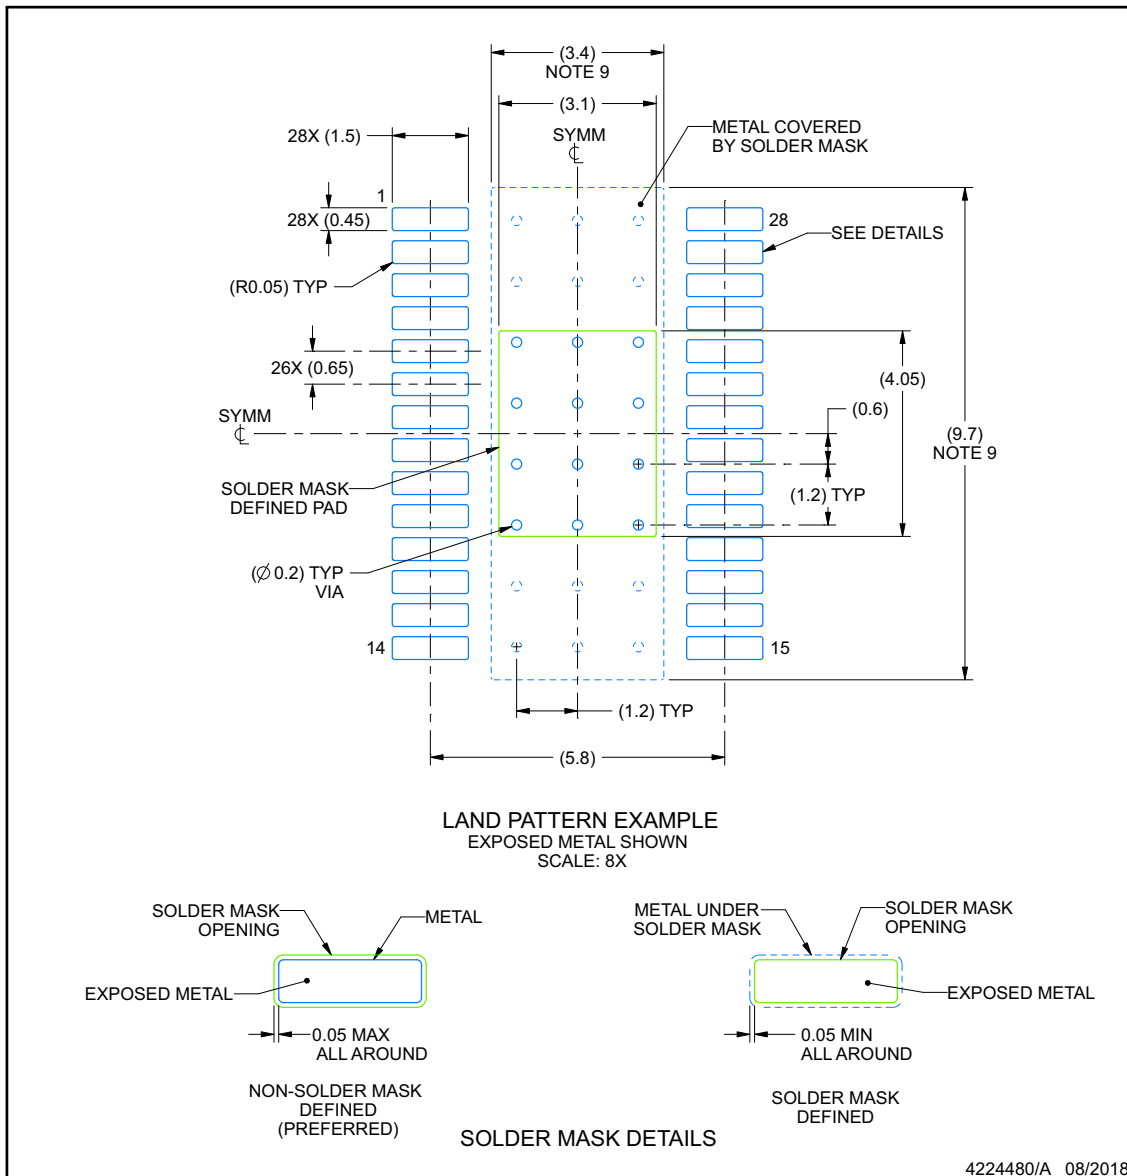 (3.4)
NOTE 9
(3.1)
SYMM
℄
METAL COVERED
BY SOLDER MASK
28X (1.5)
1
28X (0.45)
28
SEE DETAILS
(R0.05) TYP
26X (0.65)
(4.05)
(0.6)
SYMM
℄
(9.7)
NOTE 9
SOLDER MASK
DEFINED PAD
(1.2) TYP
(∅ 0.2) TYP
VIA
14
15
(1.2) TYP
(5.8)
LAND PATTERN EXAMPLE
EXPOSED METAL SHOWN
SCALE: 8X
SOLDER MASK
OPENING
METAL
EXPOSED METAL
0.05 MAX
ALL AROUND
NON-SOLDER MASK
DEFINED
(PREFERRED)
METAL UNDER
SOLDER MASK
SOLDER MASK
OPENING
EXPOSED METAL
0.05 MIN
ALL AROUND
SOLDER MASK
DEFINED
SOLDER MASK DETAILS
4224480/A 08/2018